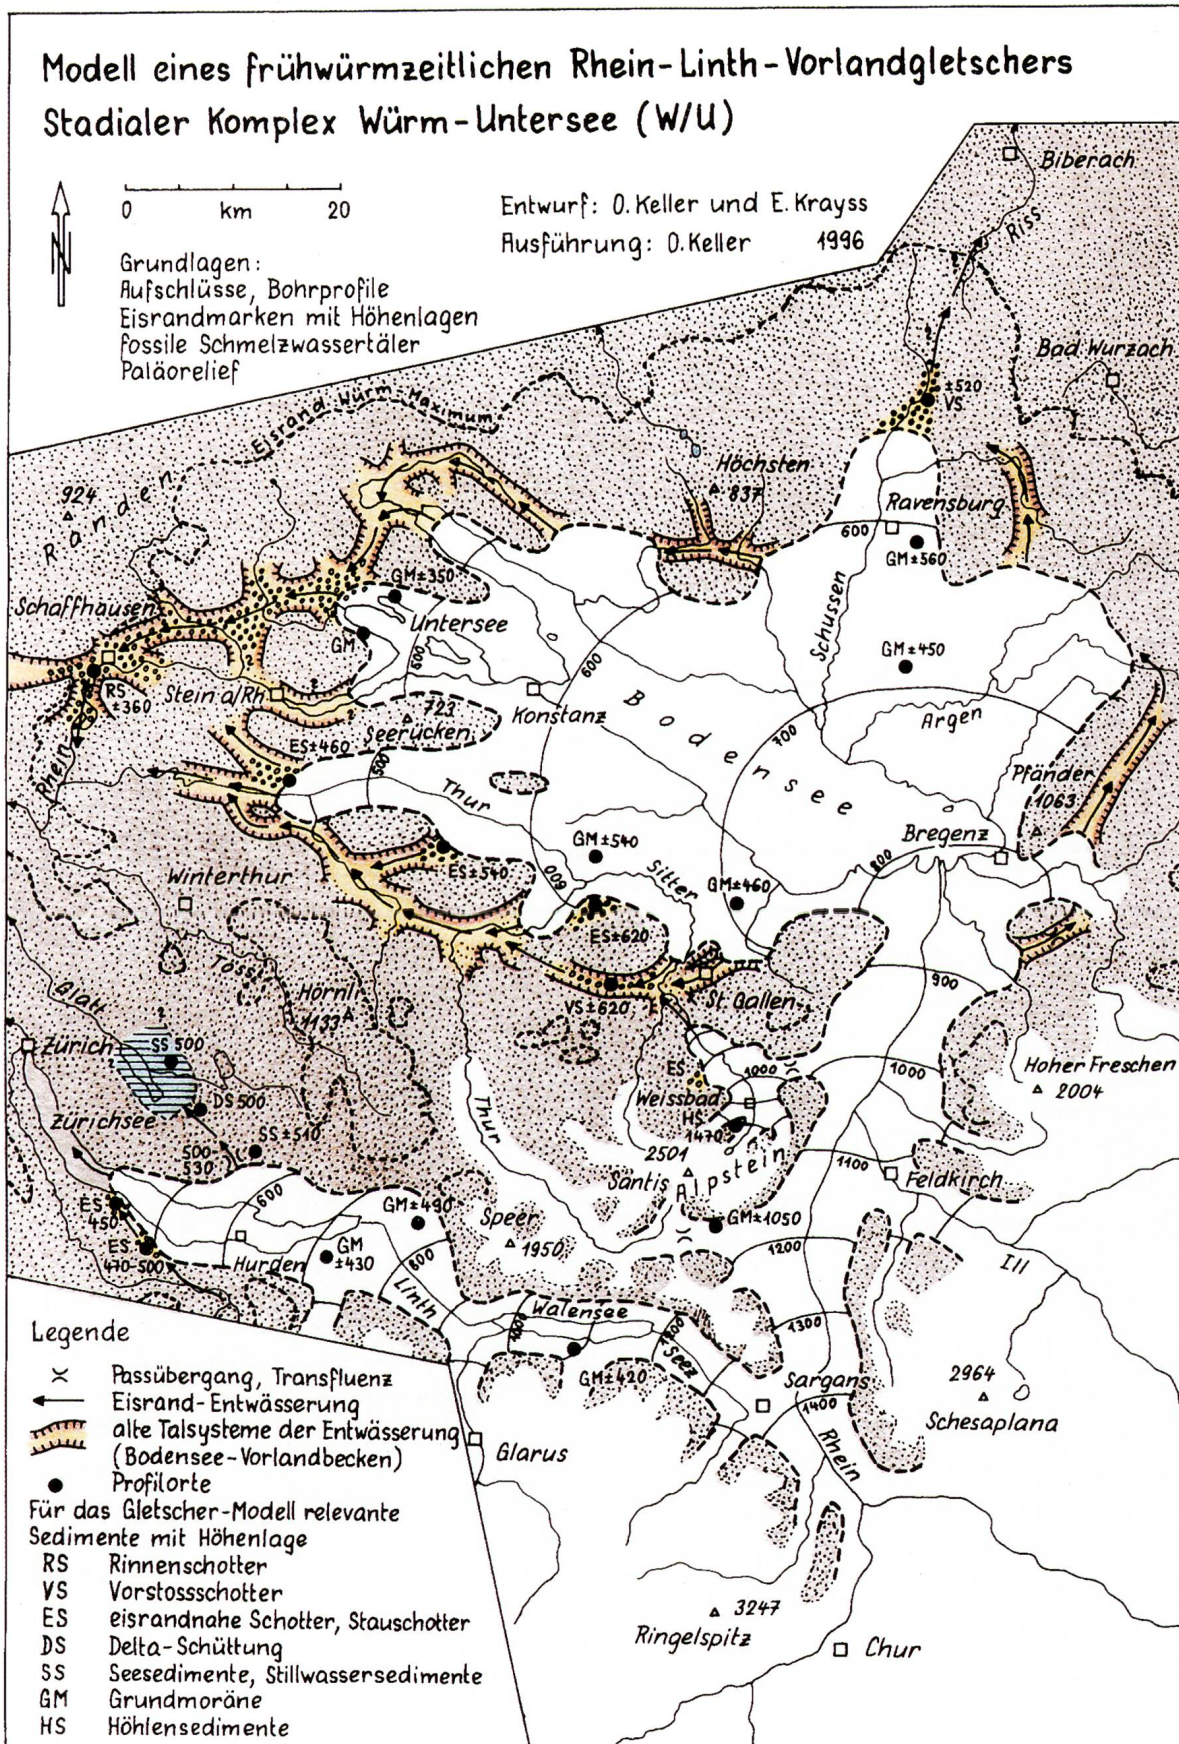 Modell eines frühwürmzeitlichen Rhein-Linth-Vorlandgletschers
Stadialer Komplex Würm-Untersee (W/U)
0 km 20
N
Entwurf: O. Keller und E. Krayss
Ausführung: O. Keller 1996
Grundlagen:
Aufschlüsse, Bohrprofile
Eisrandmarken mit Höhenlagen
fossile Schmelzwassertäler
Paläorelief
Biberach
Riss
Bad Wurzach
±520
VS
Eisrand Würm Maximum
Höchsten
837
924
Randen
Ravensburg
600
GM±560
GM±350
Schaffhausen
Untersee
GM
Schussen
GM±450
500
600
RS
±360
Stein a/Rh.
2
2
2
723
Seerücken
Konstanz
Bodensee
Argen
700
ES±460
Rhein
500
Thur
Pfänder
1063
Bregenz
GM±540
800
Sitter
GM±460
ES±540
600
Winterthur
ES±620
Töss
Glatt
Hörnli
1133
VS±620
St. Gallen
900
Zürich
2
SS 500
ES
1000
1000
Hoher Freschen
2004
Weissbad
HS
1470
Zürichsee
DS 500
Thur
SS±510
500-
530
2501
Säntis
Alpstein
1100
Feldkirch
ES
450
600
GM±490
Speer
1950
GM±1050
ES
470-500
Hurden
GM
±430
800
1200
Ill
Linth
Walensee
1000
1200
Seez
1300
GM±420
Sargans
1400
2964
Schesaplana
Glarus
Rhein
3247
Ringelspitz
Chur
Legende
Passübergang, Transfluenz
Eisrand-Entwässerung
alte Talsysteme der Entwässerung
(Bodensee-Vorlandbecken)
Profilorte
Für das Gletscher-Modell relevante
Sedimente mit Höhenlage
RS Rinnenschotter
VS Vorstossschotter
ES eisrandnahe Schotter, Stauschotter
DS Delta-Schüttung
SS Seesedimente, Stillwassersedimente
GM Grundmoräne
HS Höhlensedimente